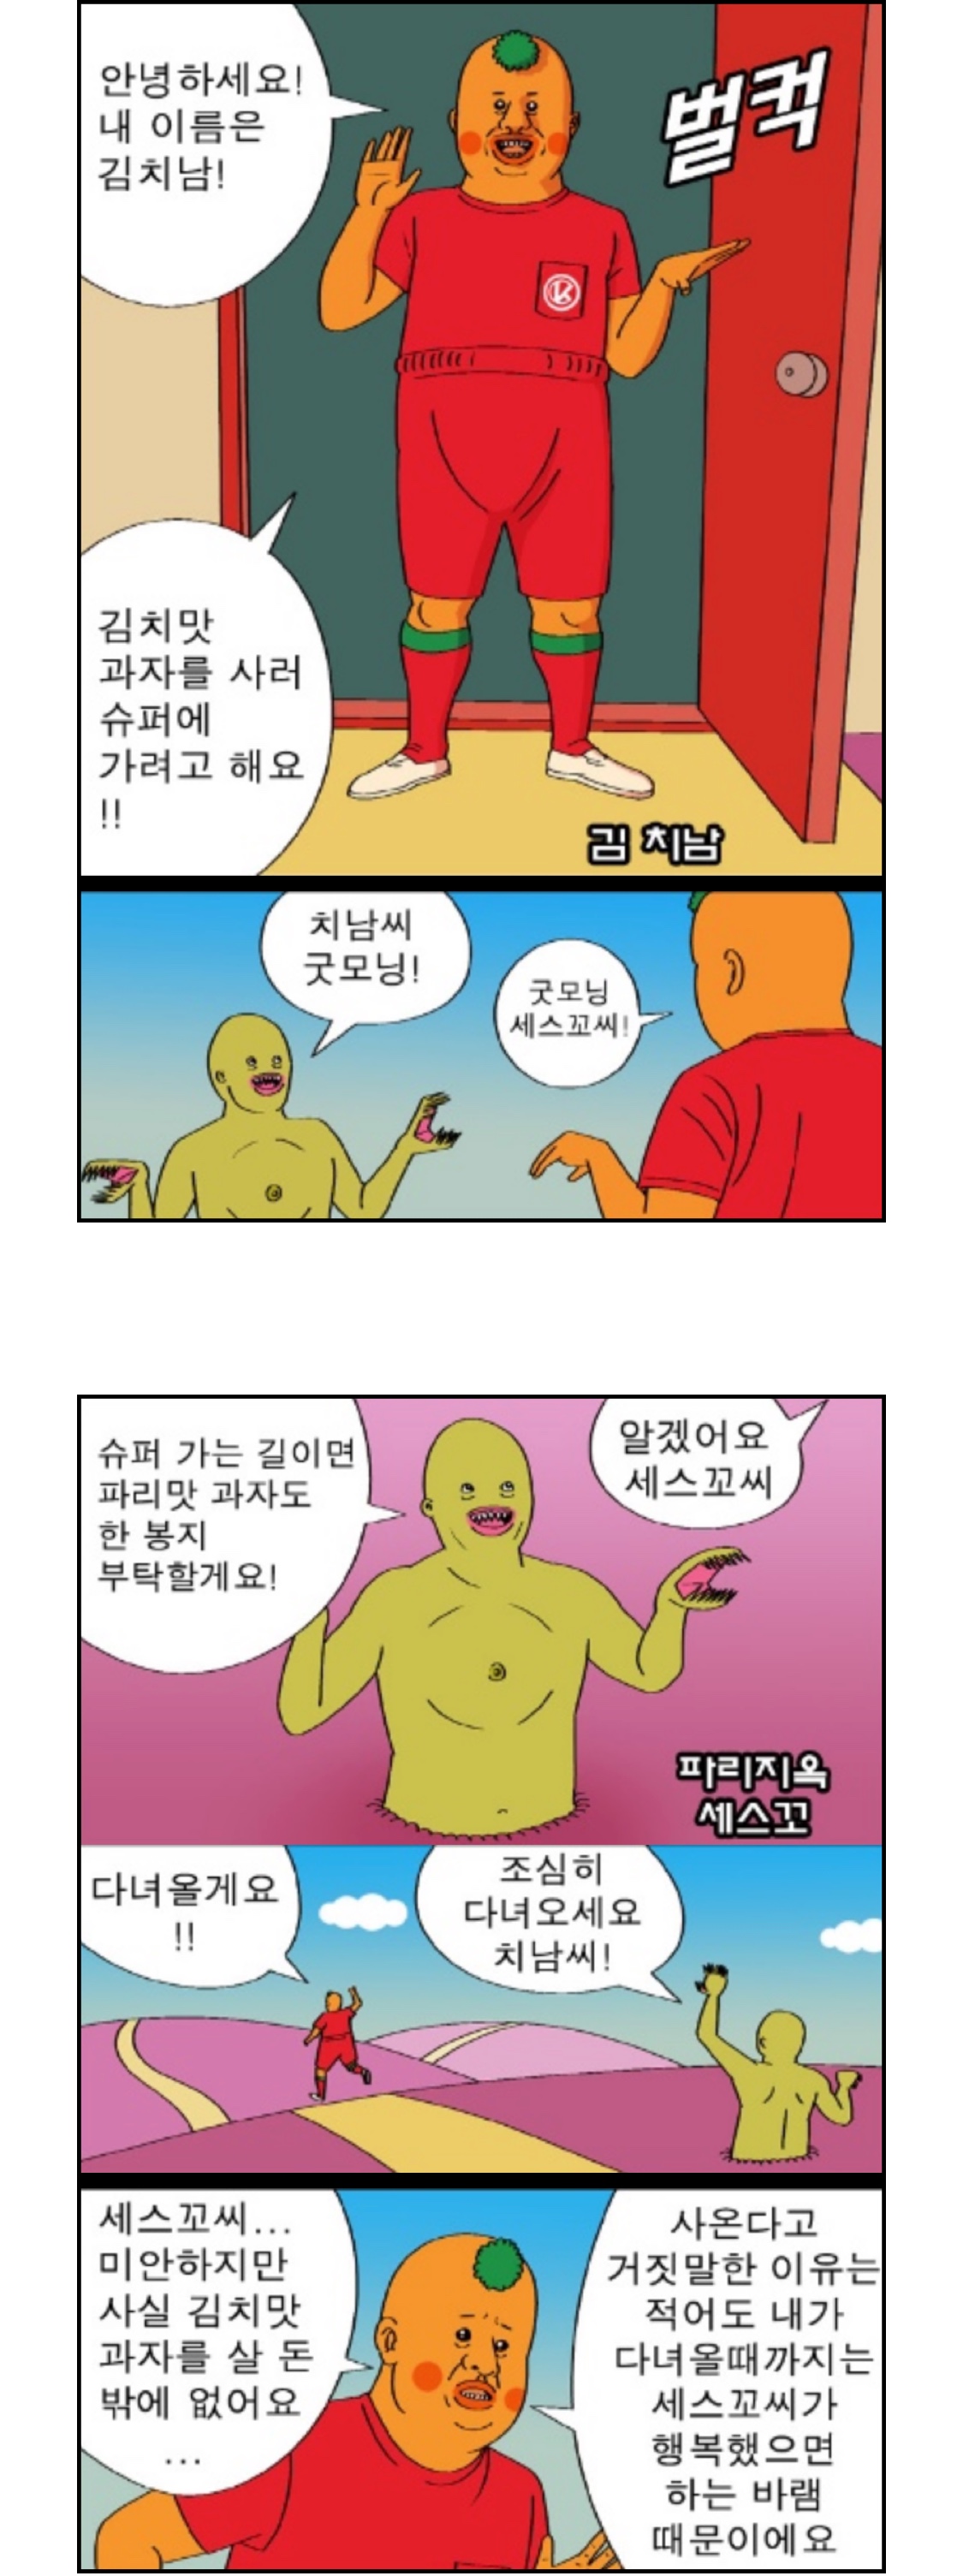 안녕하세요!
내 이름은
김치남!
벌컥
김치맛
과자를 사러
슈퍼에
가려고 해요
!!
김 치남
치남씨
굿모닝!
굿모닝
세스꼬씨!
슈퍼 가는 길이면
파리맛 과자도
한 봉지
부탁할게요!
알겠어요
세스꼬씨
파리지옥
세스꼬
다녀올게요
!!
조심히
다녀오세요
치남씨!
세스꼬씨...
미안하지만
사실 김치맛
과자를 살 돈
밖에 없어요
...
사온다고
거짓말한 이유는
적어도 내가
다녀올때까지는
세스꼬씨가
행복했으면
하는 바램
때문이에요